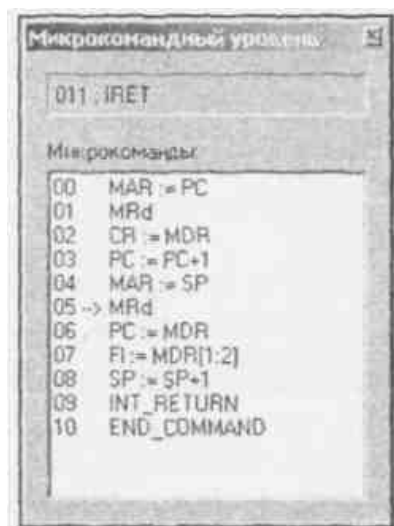 Микрокомандный уровень
011 : IRET
Микрокоманды:
00 MAR := PC
01 MRd
02 CR := MDR
03 PC := PC+1
04 MAR := SP
05 --> MRd
06 PC := MDR
07 FI := MDR[1:2]
08 SP := SP+1
09 INT_RETURN
10 END_COMMAND